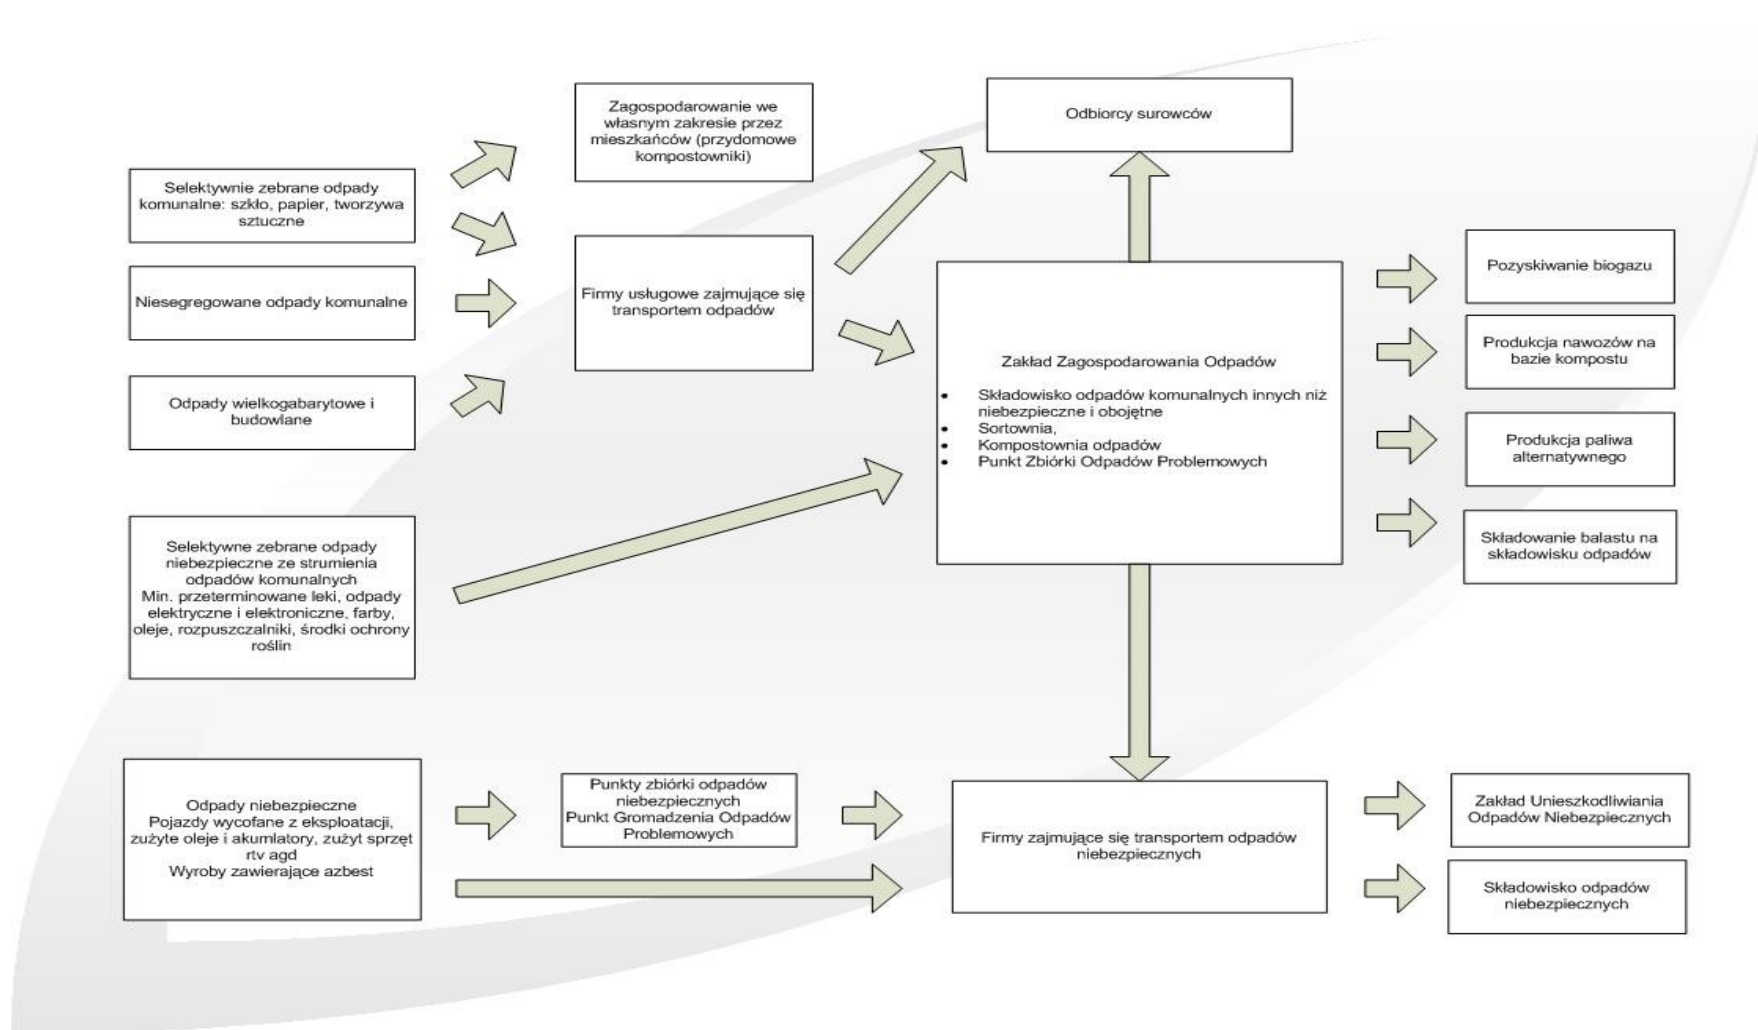 Zagospodarowanie we
własnym zakresie przez
mieszkańców (przydomowe
kompostowniki)
Odbiorcy surowców
Selektywnie zebrane odpady
komunalne: szkło, papier, tworzywa
sztuczne
Niesegregowane odpady komunalne
Firmy usługowe zajmujące się
transportem odpadów
Odpady wielkogabarytowe i
budowlane
Zakład Zagospodarowania Odpadów
• Składowisko odpadów komunalnych innych niż
niebezpieczne i obojętne
• Sortownia,
• Kompostownia odpadów
• Punkt Zbiórki Odpadów Problemowych
Pozyskiwanie biogazu
Produkcja nawozów na
bazie kompostu
Produkcja paliwa
alternatywnego
Składowanie balastu na
składowisku odpadów
Selektywne zebrane odpady
niebezpieczne ze strumienia
odpadów komunalnych
Min. przeterminowane leki, odpady
elektryczne i elektroniczne, farby,
oleje, rozpuszczalniki, środki ochrony
roślin
Odpady niebezpieczne
Pojazdy wycofane z eksploatacji,
zużyte oleje i akumlatory, zużyt sprzęt
rtv agd
Wyroby zawierające azbest
Punkty zbiórki odpadów
niebezpiecznych
Punkt Gromadzenia Odpadów
Problemowych
Firmy zajmujące się transportem odpadów
niebezpiecznych
Zakład Unieszkodliwiania
Odpadów Niebezpiecznych
Składowisko odpadów
niebezpiecznych